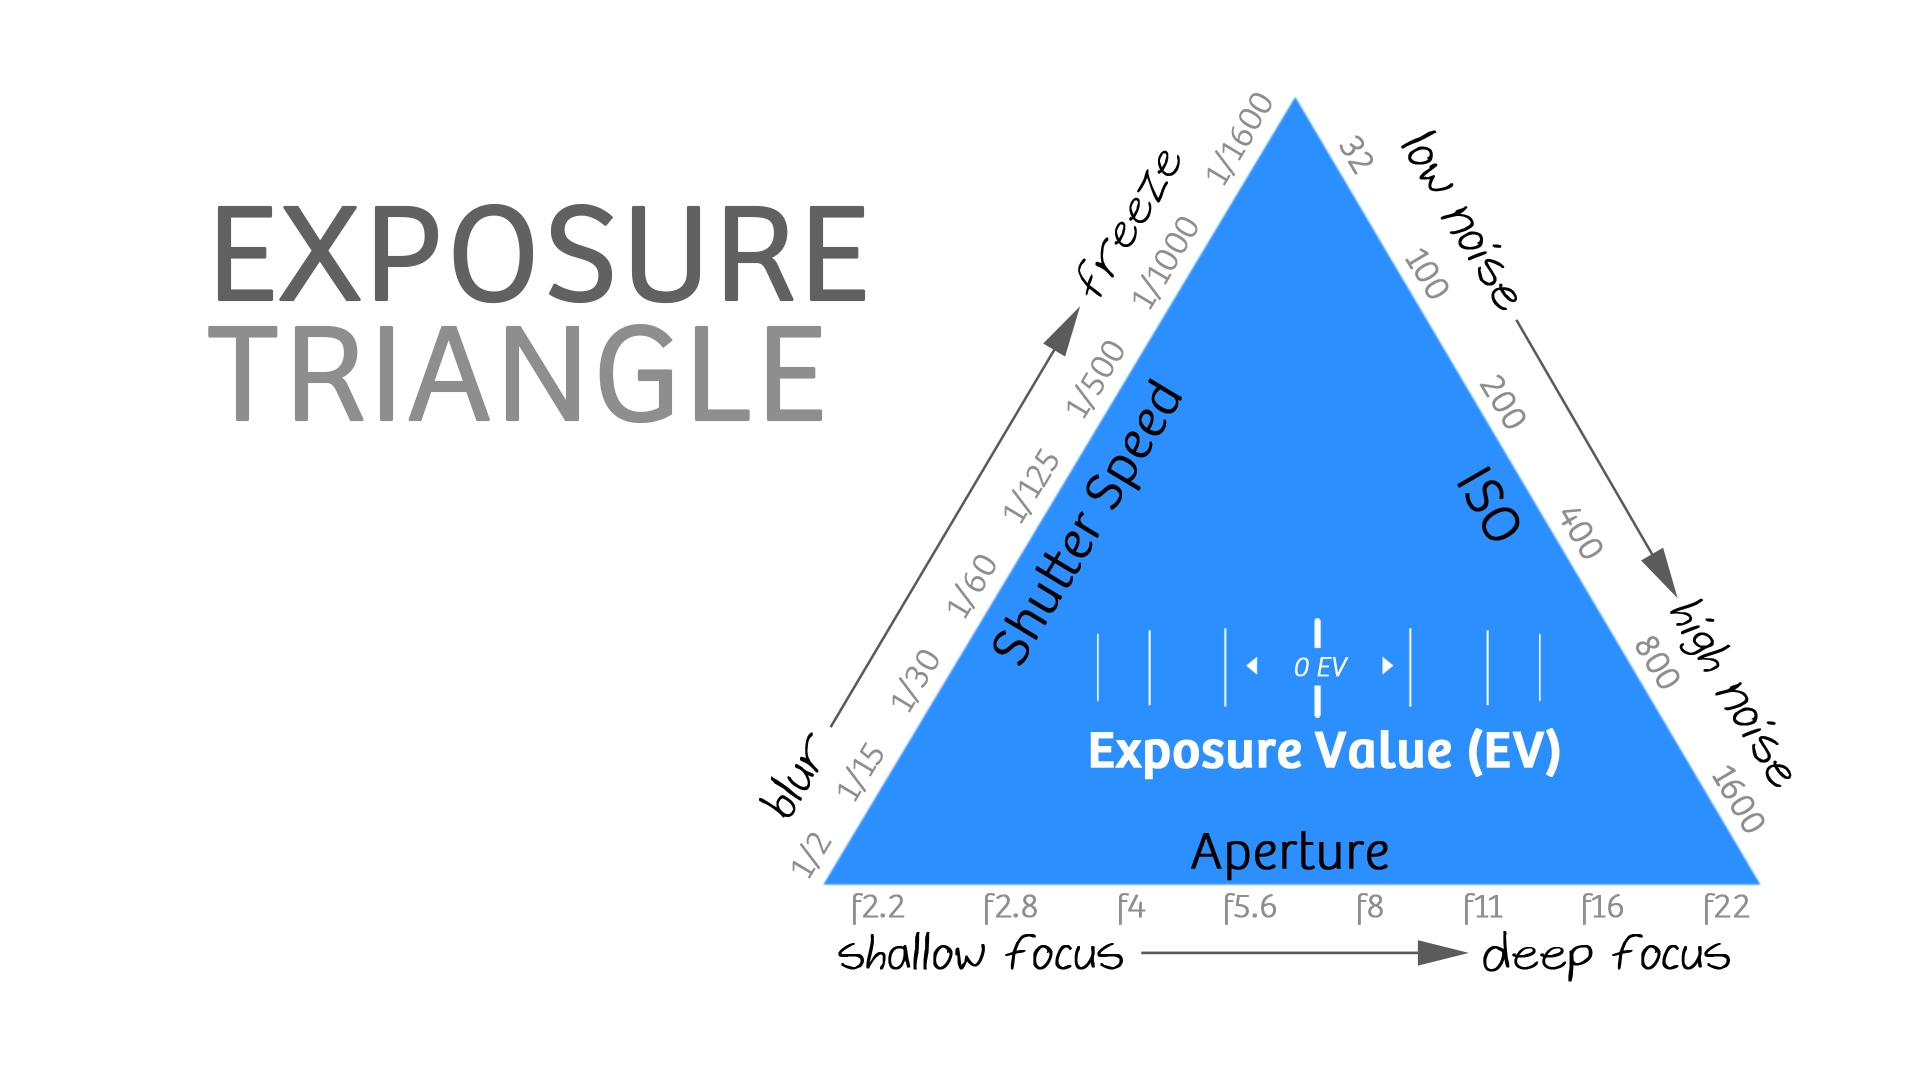 EXPOSURE
TRIANGLE
freeze
blur
1/1600
1/1000
1/500
1/125
1/60
1/30
1/15
1/2
Shutter Speed
low noise
high noise
32
100
200
400
800
1600
ISO
0 EV
Exposure Value (EV)
Aperture
f2.2 f2.8 f4 f5.6 f8 f11 f16 f22
shallow focus deep focus